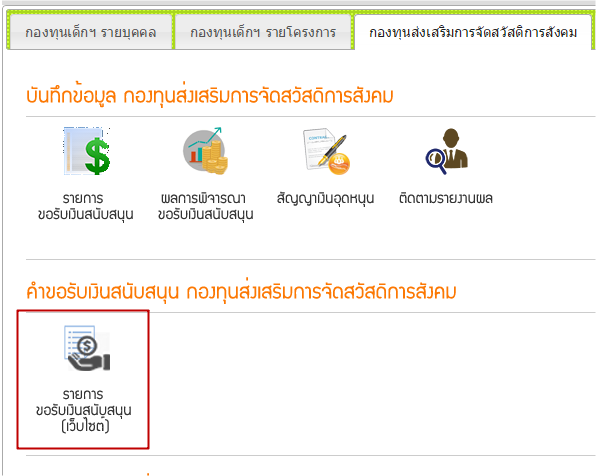 กองทุนเด็กฯ รายบุคคล
กองทุนเด็กฯ รายโครงการ
กองทุนส่งเสริมการจัดสวัสดิการสังคม
บันทึกข้อมูล กองทุนส่งเสริมการจัดสวัสดิการสังคม
รายการ
ขอรับเงินสนับสนุน
ผลการพิจารณา
ขอรับเงินสนับสนุน
สัญญาเงินอุดหนุน
ติดตามรายงานผล
คำขอรับเงินสนับสนุน กองทุนส่งเสริมการจัดสวัสดิการสังคม
รายการ
ขอรับเงินสนับสนุน
(เว็บไซต์)